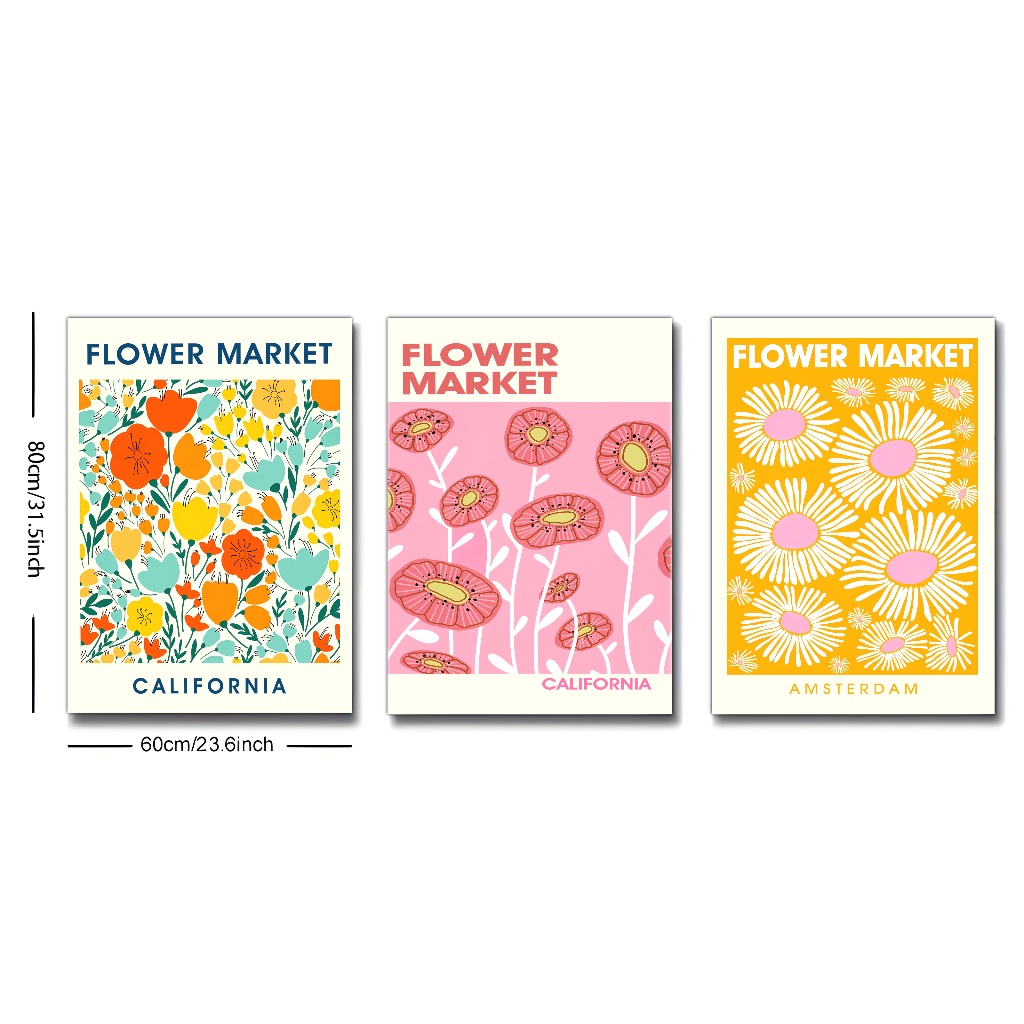 FLOWER MARKET
CALIFORNIA
FLOWER
MARKET
CALIFORNIA
FLOWER MARKET
AMSTERDAM
80cm/31.5inch
60cm/23.6inch